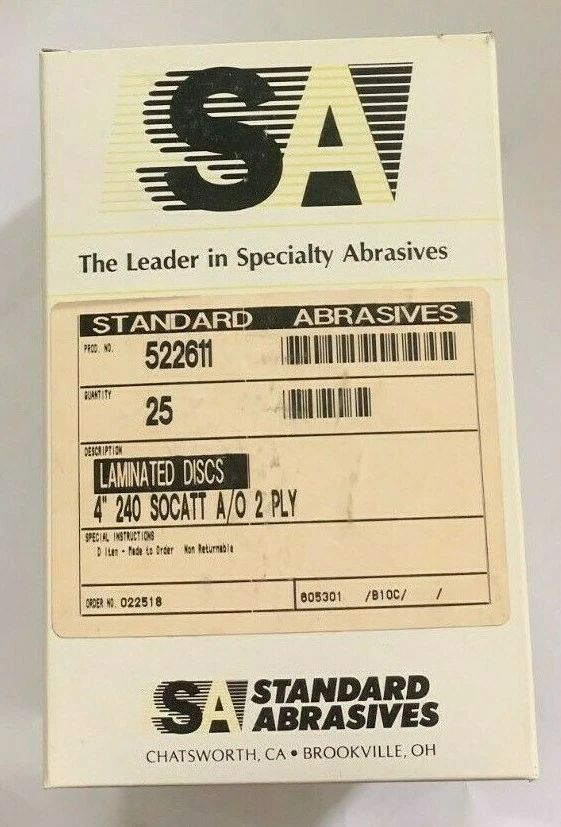 SA
The Leader in Specialty Abrasives
STANDARD ABRASIVES
PROD. NO. 522611
QUANTITY 25
DESCRIPTION
LAMINATED DISCS
4" 240 SOCATT A/O 2 PLY
SPECIAL INSTRUCTIONS
D Item - Made to Order Non Returnable
ORDER NO. 022518 605301 /B10C/ /
SA STANDARD
ABRASIVES
CHATSWORTH, CA • BROOKVILLE, OH